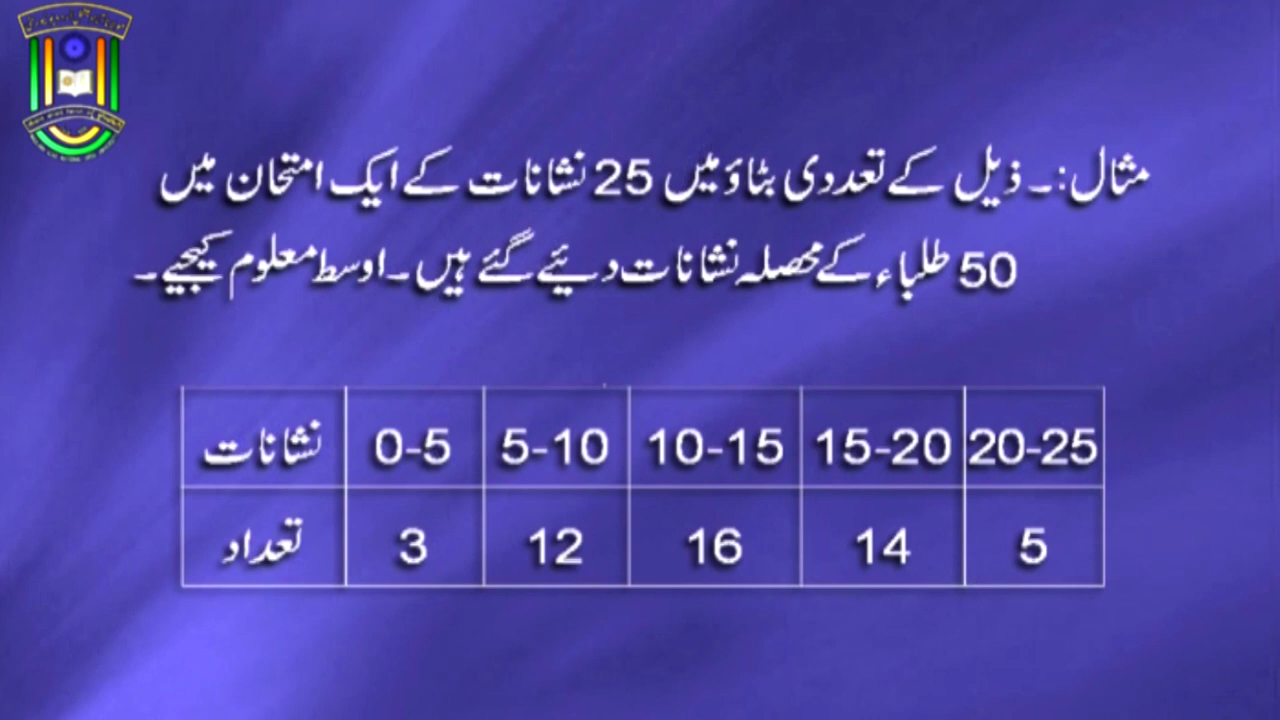 مثال:۔ ذیل کے تعددی بٹاؤ میں 25 نشانات کے ایک امتحان میں
50 طلباء کے محصلہ نشانات دیئے گئے ہیں۔ اوسط معلوم کیجیے۔
نشانات 0-5 5-10 10-15 15-20 20-25
تعداد 3 12 16 14 5